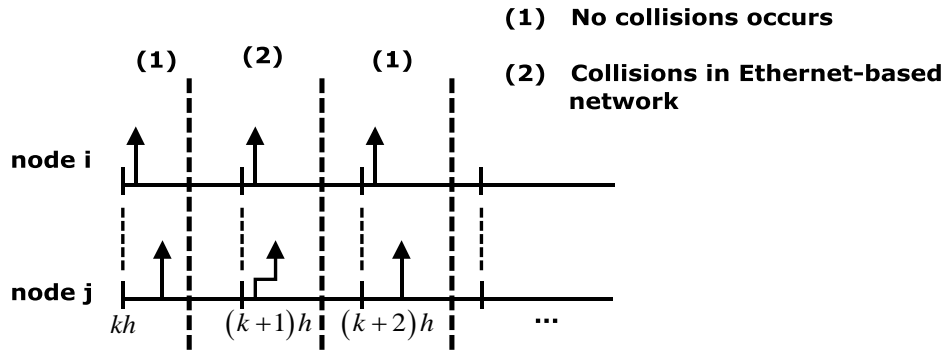 (1) No collisions occurs
(2) Collisions in Ethernet-based
network
(1) (2) (1)
node i
node j
kh (k+1)h (k+2)h ...